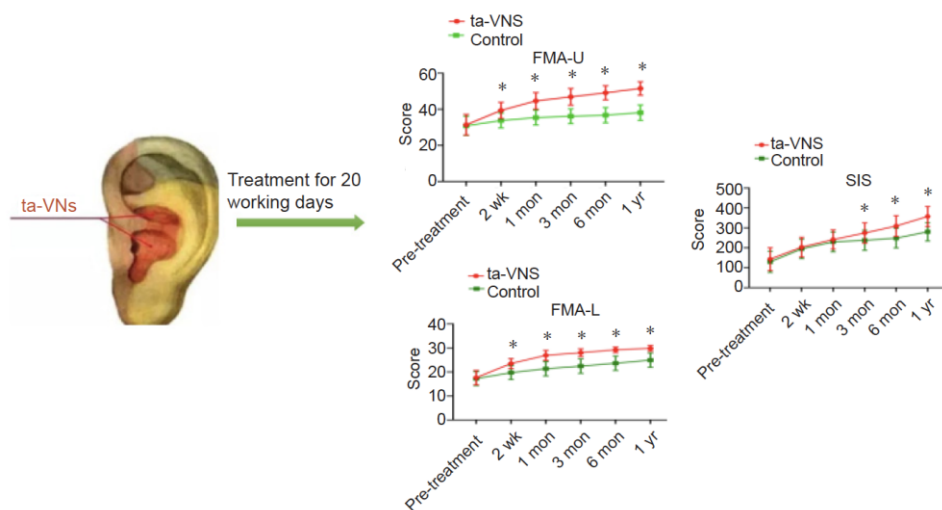 ta-VNs
Treatment for 20
working days
ta-VNS
Control
FMA-U
* * * * *
60
40
20
0
Score
Pre-treatment
2 wk
1 mon
3 mon
6 mon
1 yr
ta-VNS
Control
FMA-L
* * * * *
40
30
20
10
0
Score
Pre-treatment
2 wk
1 mon
3 mon
6 mon
1 yr
ta-VNS
Control
SIS
* * *
500
400
300
200
100
0
Score
Pre-treatment
2 wk
1 mon
3 mon
6 mon
1 yr